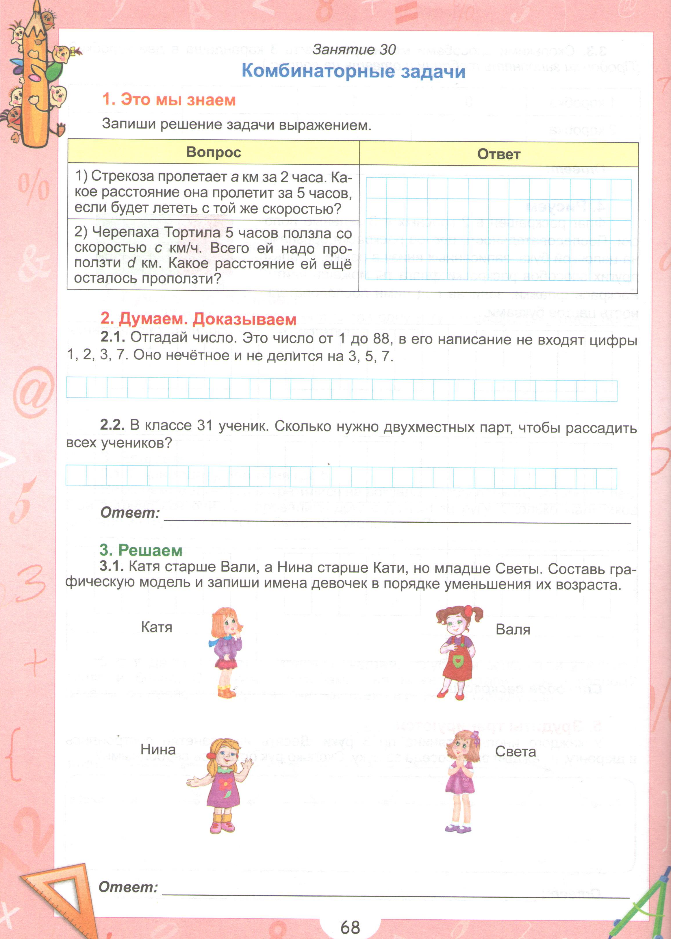 Занятие 30
Комбинаторные задачи
1. Это мы знаем
Запиши решение задачи выражением.
Вопрос
Ответ
1) Стрекоза пролетает a км за 2 часа. Ка-
кое расстояние она пролетит за 5 часов,
если будет лететь с той же скоростью?
2) Черепаха Тортила 5 часов ползла со
скоростью c км/ч. Всего ей надо про-
ползти d км. Какое расстояние ей ещё
осталось проползти?
2. Думаем. Доказываем
2.1. Отгадай число. Это число от 1 до 88, в его написание не входят цифры
1, 2, 3, 7. Оно нечётное и не делится на 3, 5, 7.
2.2. В классе 31 ученик. Сколько нужно двухместных парт, чтобы рассадить
всех учеников?
Ответ:
3. Решаем
3.1. Катя старше Вали, а Нина старше Кати, но младше Светы. Составь гра-
фическую модель и запиши имена девочек в порядке уменьшения их возраста.
Катя
Валя
Нина
Света
Ответ:
68